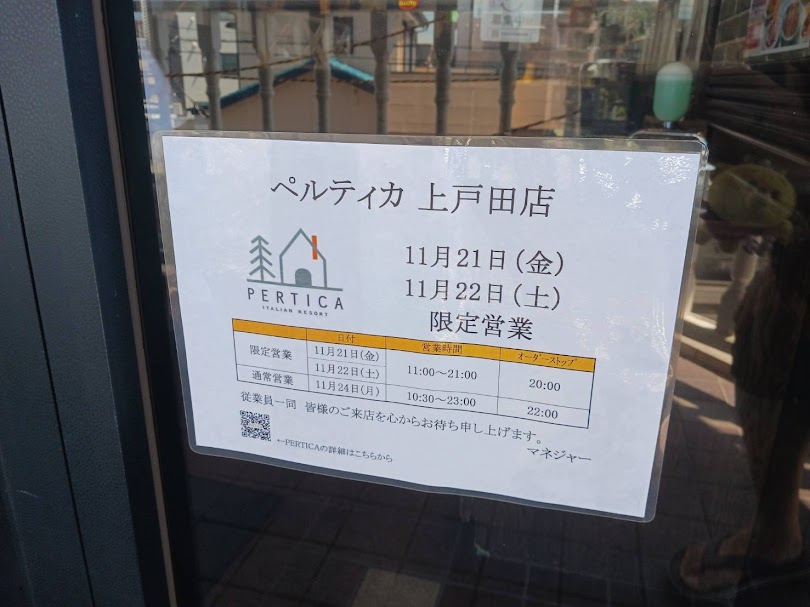 ペルティカ 上戸田店
PERTICA
ITALIAN RESORT
11月21日(金)
11月22日(土)
限定営業
日付 営業時間 オーダーストップ
限定営業 11月21日(金) 11:00～21:00 20:00
11月22日(土)
通常営業 11月24日(月) 10:30～23:00 22:00
従業員一同 皆様のご来店を心からお待ち申し上げます。
マネジャー
←PERTICAの詳細はこちらから